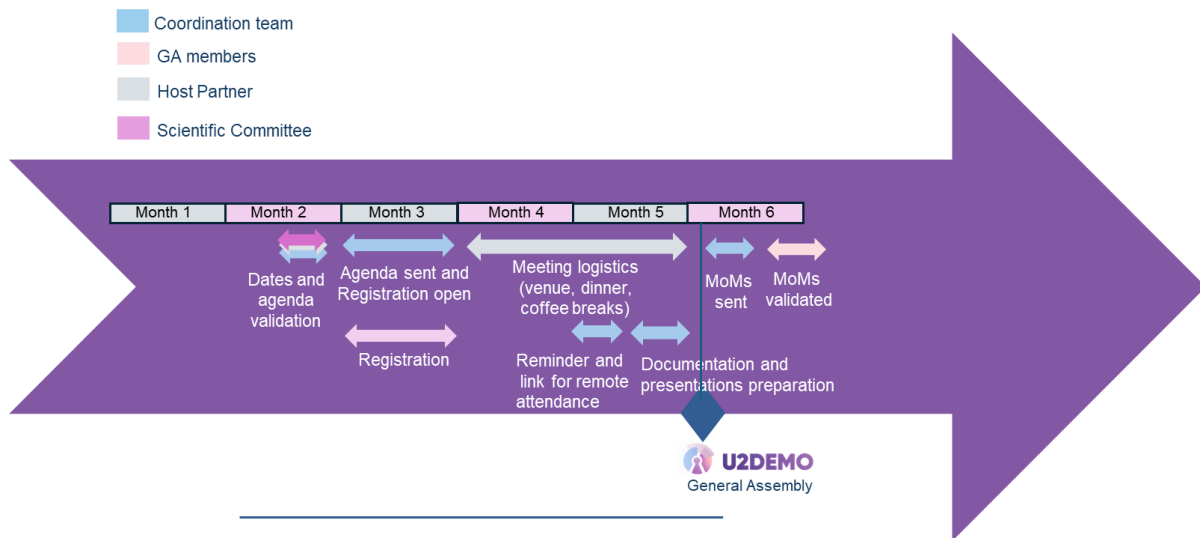 Coordination team
GA members
Host Partner
Scientific Committee
Month 1
Month 2
Month 3
Month 4
Month 5
Month 6
Dates and
agenda
validation
Agenda sent and
Registration open
Registration
Meeting logistics
(venue, dinner,
coffee breaks)
Reminder and
link for remote
attendance
Documentation and
presentations preparation
MoMs
sent
MoMs
validated
U2DEMO
General Assembly